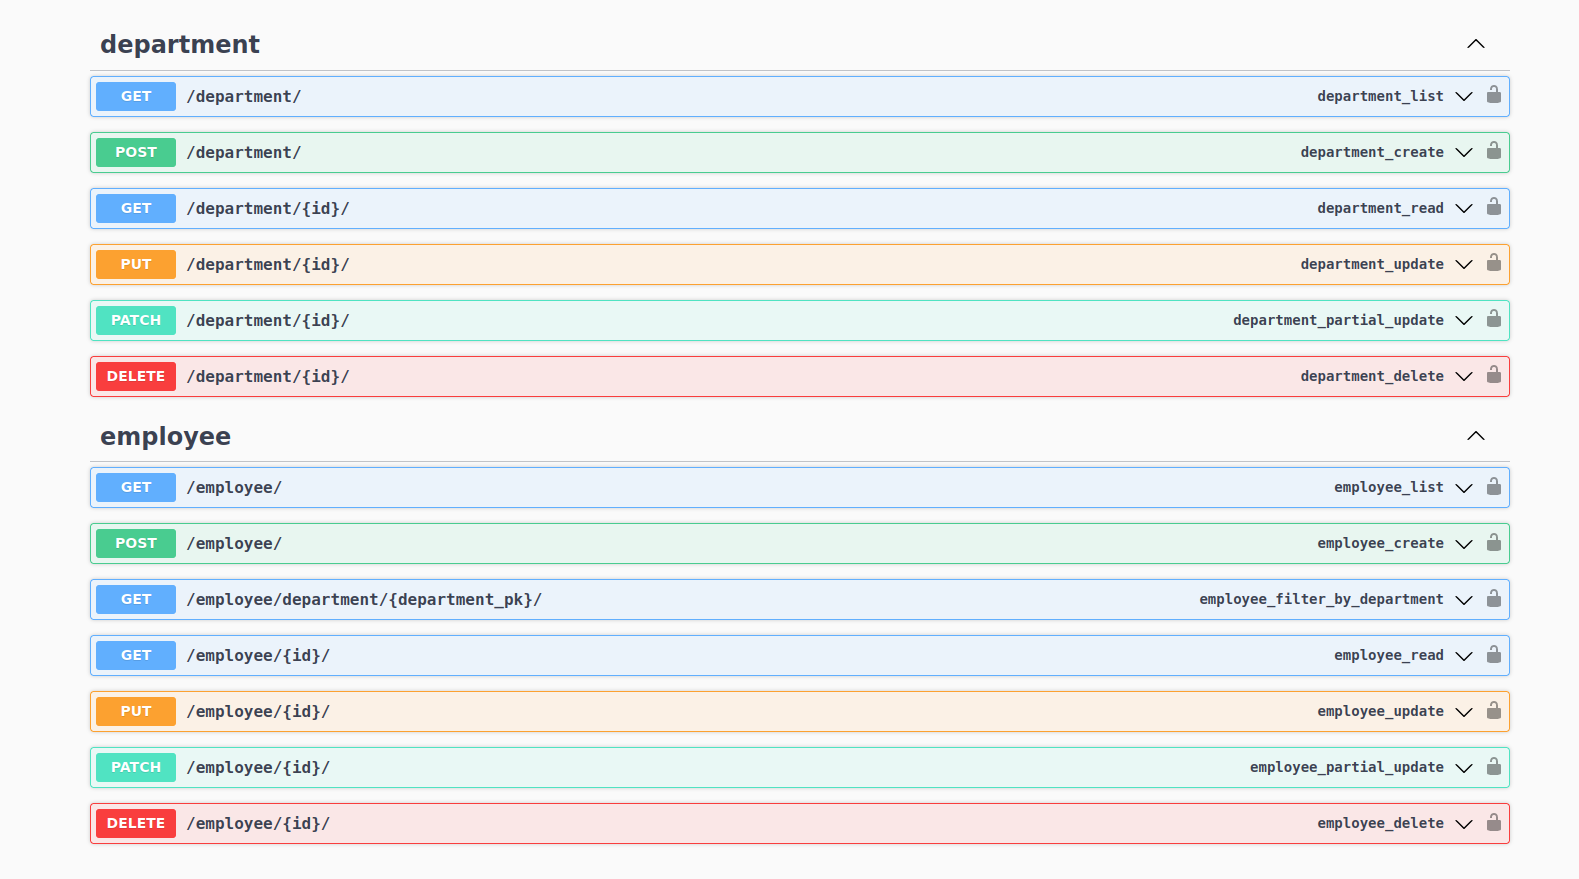 department
GET /department/ department_list
POST /department/ department_create
GET /department/{id}/ department_read
PUT /department/{id}/ department_update
PATCH /department/{id}/ department_partial_update
DELETE /department/{id}/ department_delete
employee
GET /employee/ employee_list
POST /employee/ employee_create
GET /employee/department/{department_pk}/ employee_filter_by_department
GET /employee/{id}/ employee_read
PUT /employee/{id}/ employee_update
PATCH /employee/{id}/ employee_partial_update
DELETE /employee/{id}/ employee_delete